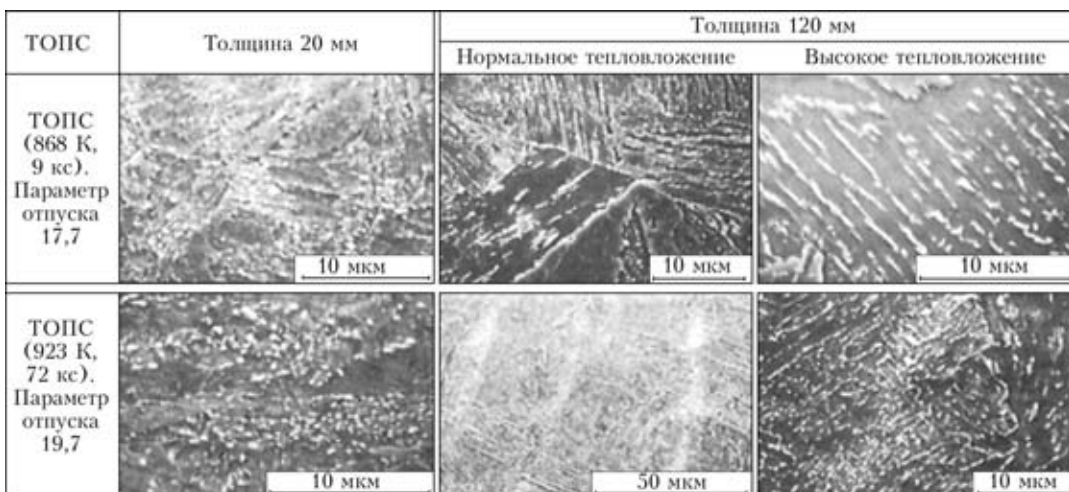 ТОПС
Толщина 20 мм
Толщина 120 мм
Нормальное тепловложение
Высокое тепловложение
ТОПС
(868 К,
9 кс).
Параметр
отпуска
17,7
10 мкм
10 мкм
10 мкм
ТОПС
(923 К,
72 кс).
Параметр
отпуска
19,7
10 мкм
50 мкм
10 мкм